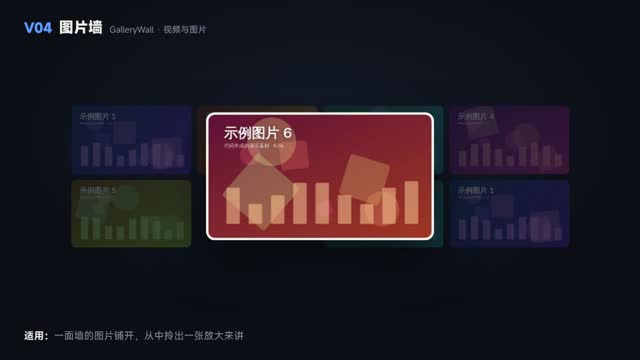 V04 图片墙 GalleryWall · 视频与图片
示例图片 1
示例图片 4
示例图片 6
示例图片 5
示例图片 1
适用：一面墙的图片铺开，从中拎出一张放大来讲